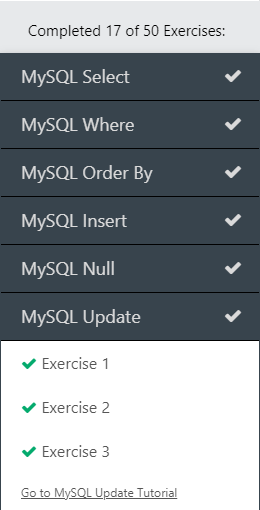 Completed 17 of 50 Exercises:
MySQL Select
MySQL Where
MySQL Order By
MySQL Insert
MySQL Null
MySQL Update
Exercise 1
Exercise 2
Exercise 3
Go to MySQL Update Tutorial